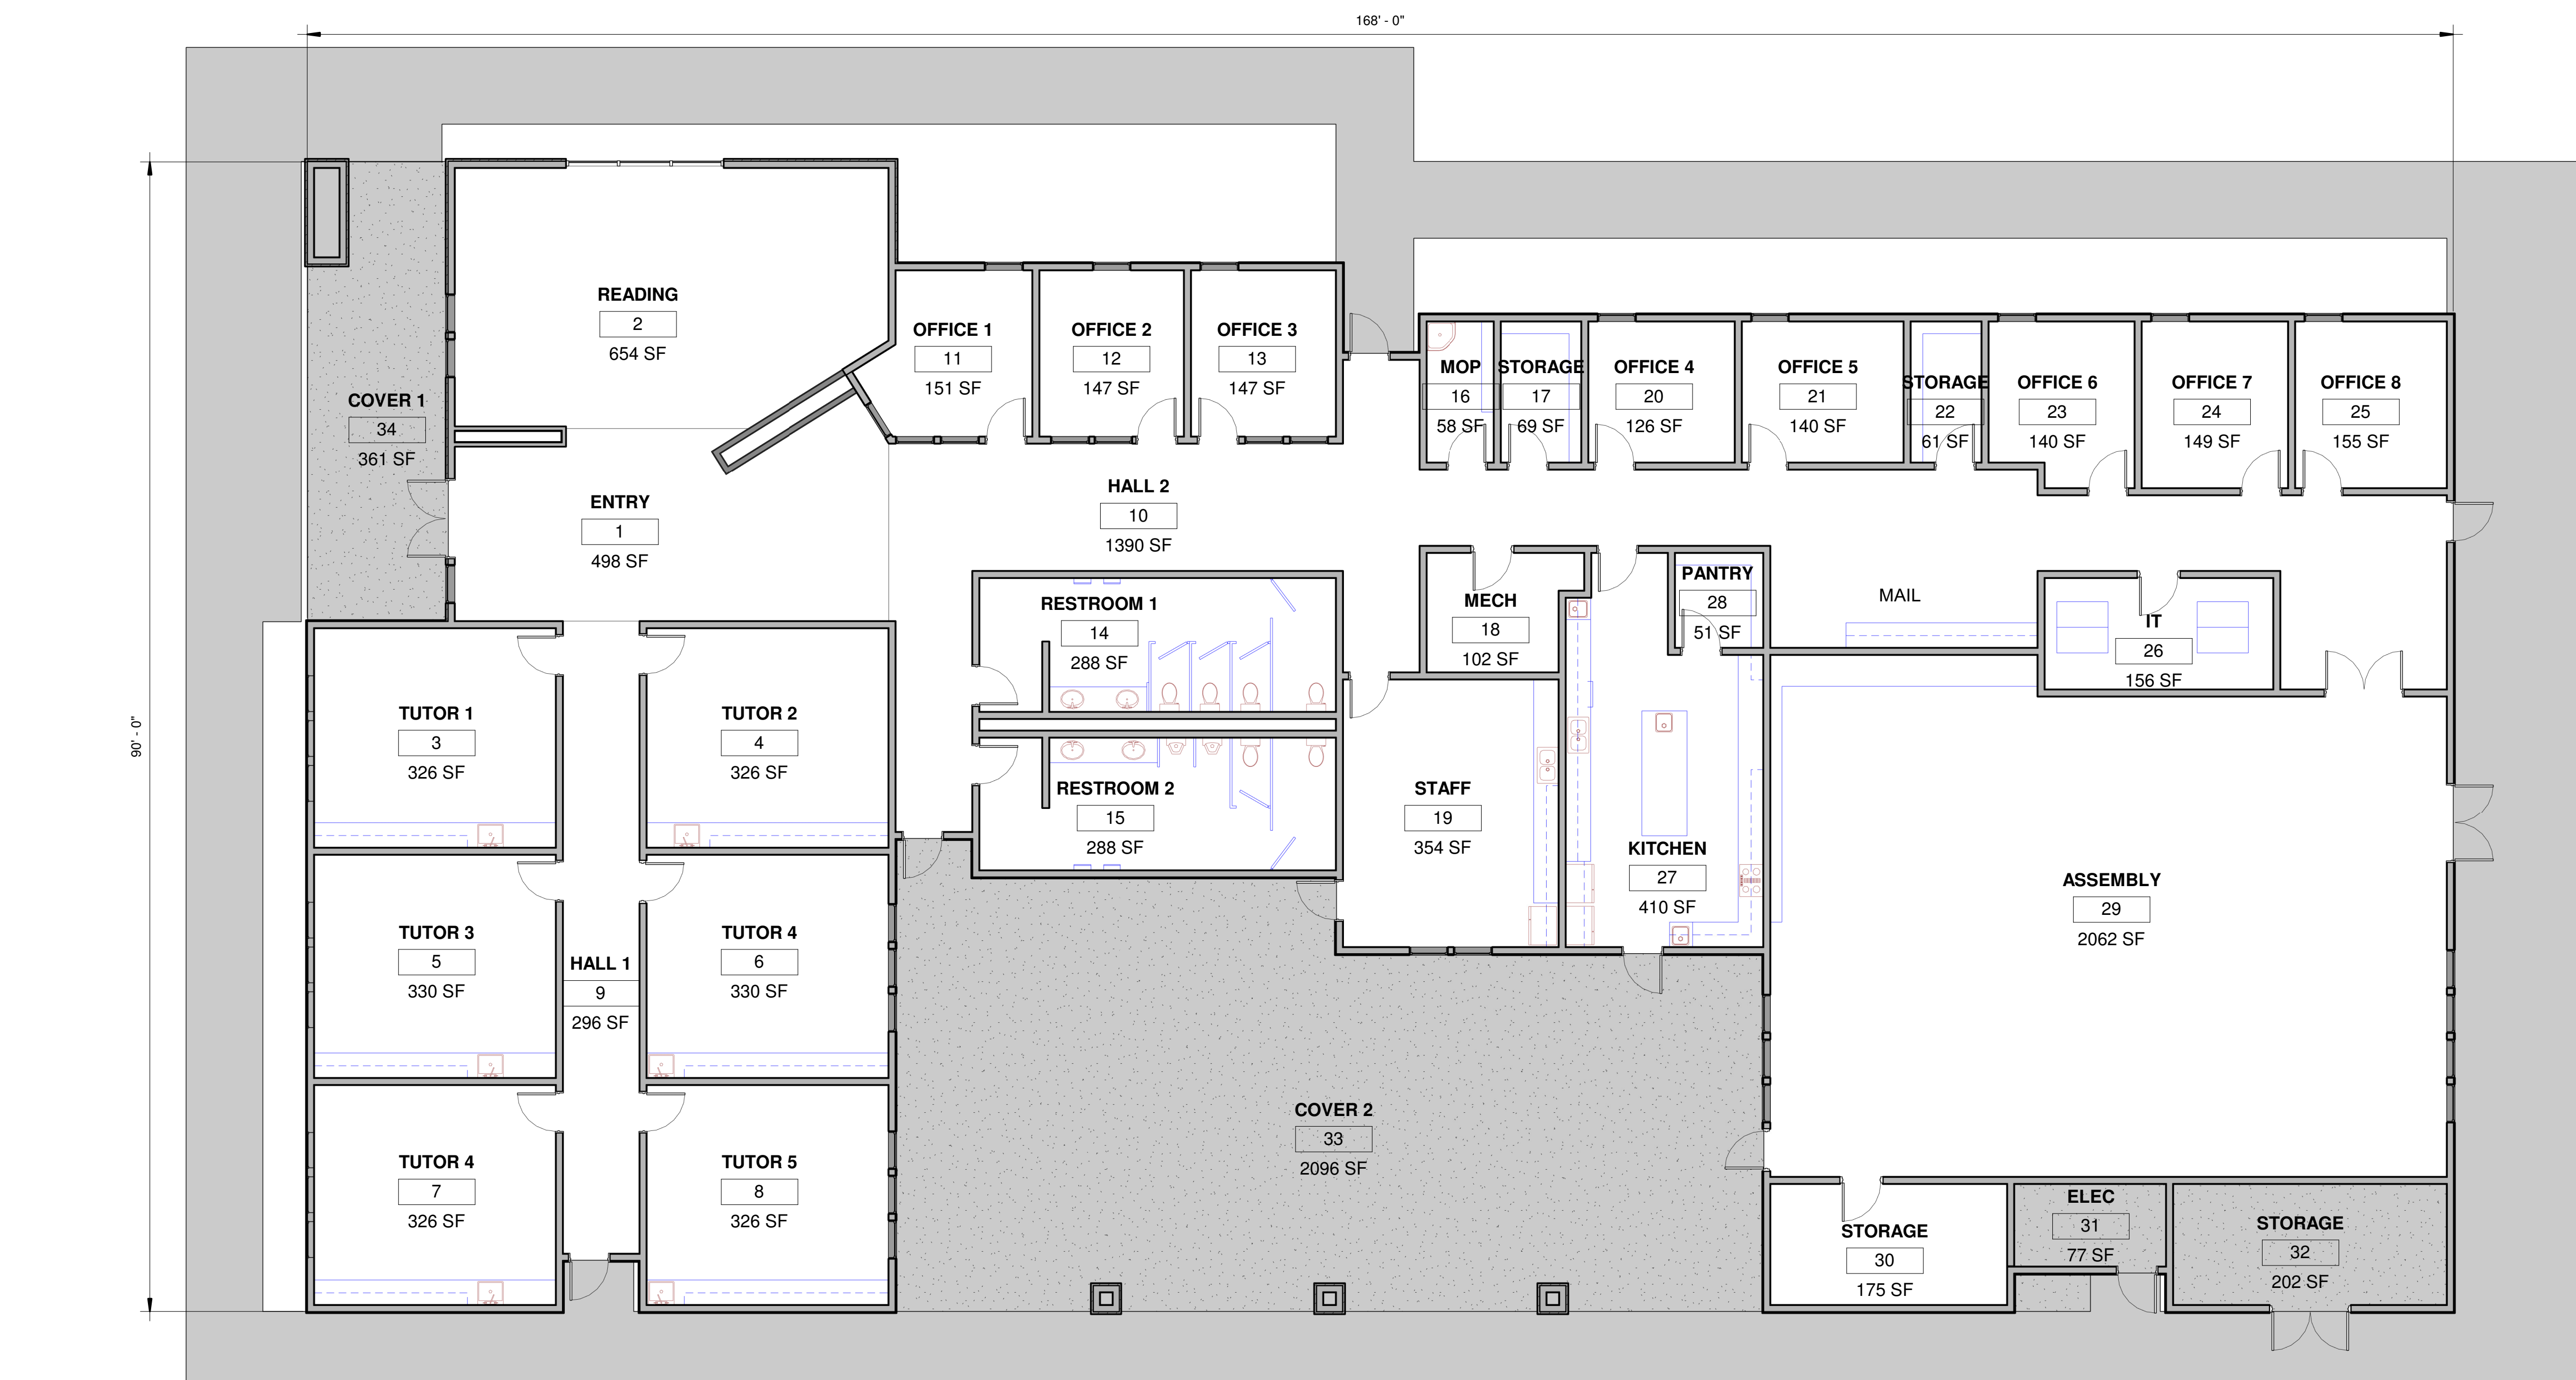 168' - 0"
90' - 0"
READING
2
654 SF
COVER 1
34
361 SF
ENTRY
1
498 SF
OFFICE 1
11
151 SF
OFFICE 2
12
147 SF
OFFICE 3
13
147 SF
HALL 2
10
1390 SF
MOP
16
58 SF
STORAGE
17
69 SF
OFFICE 4
20
126 SF
OFFICE 5
21
140 SF
STORAGE
22
61 SF
OFFICE 6
23
140 SF
OFFICE 7
24
149 SF
OFFICE 8
25
155 SF
RESTROOM 1
14
288 SF
RESTROOM 2
15
288 SF
MECH
18
102 SF
PANTRY
28
51 SF
MAIL
IT
26
156 SF
TUTOR 1
3
326 SF
TUTOR 2
4
326 SF
STAFF
19
354 SF
KITCHEN
27
410 SF
ASSEMBLY
29
2062 SF
TUTOR 3
5
330 SF
HALL 1
9
296 SF
TUTOR 4
6
330 SF
TUTOR 4
7
326 SF
TUTOR 5
8
326 SF
COVER 2
33
2096 SF
STORAGE
30
175 SF
ELEC
31
77 SF
STORAGE
32
202 SF